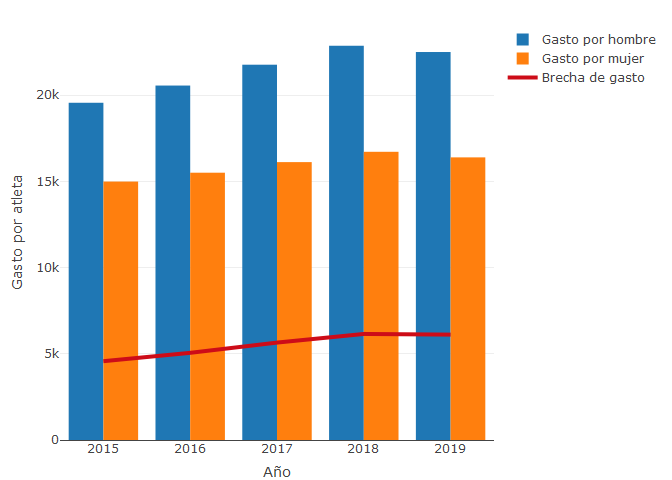 Gasto por hombre
Gasto por mujer
Brecha de gasto
20k
15k
10k
5k
0
Gasto por atleta
2015 2016 2017 2018 2019
Año